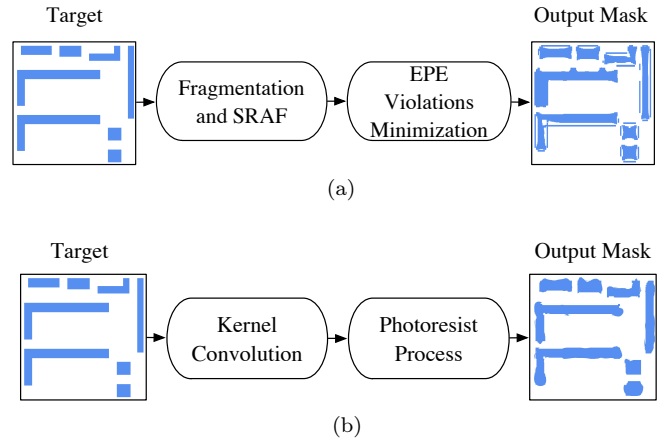 Target
Output Mask
Fragmentation
and SRAF
EPE
Violations
Minimization
(a)
Target
Output Mask
Kernel
Convolution
Photoresist
Process
(b)